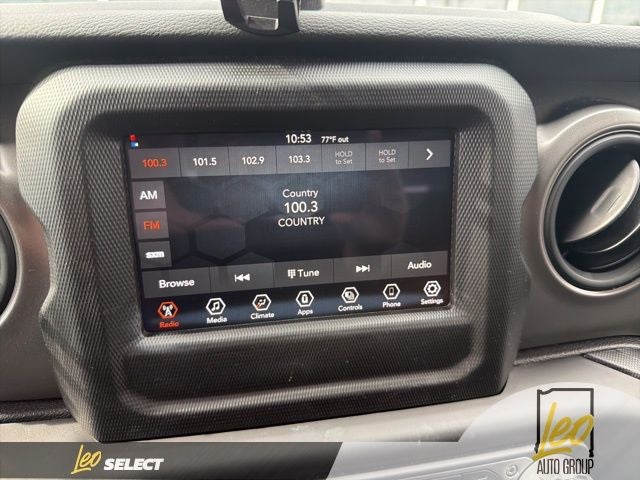 10:53 77°F out
100.3 101.5 102.9 103.3 HOLD to Set HOLD to Set
AM
FM
sxm
Country
100.3
COUNTRY
Browse Tune Audio
Radio Media Climate Apps Controls Phone Settings
Leo SELECT
Leo
AUTO GROUP